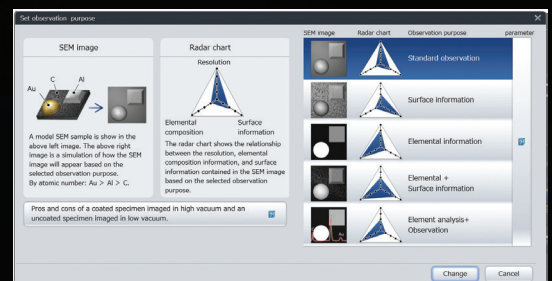 Set observation purpose
SEM image
Au
C
Al
A model SEM sample is show in the
above left image. The above right
image is a simulation of how the SEM
image will appear based on the
selected observation purpose.
By atomic number: Au > Al > C.
Radar chart
Resolution
Elemental
composition
Surface
information
The radar chart shows the relationship
between the resolution, elemental
composition information, and surface
information contained in the SEM image
based on the selected observation
purpose.
Pros and cons of a coated specimen imaged in high vacuum and an
uncoated specimen imaged in low vacuum.
SEM image Radar chart Observation purpose parameter
Standard observation
Surface information
Elemental information
Elemental +
Surface information
Element analysis+
Observation
Change Cancel